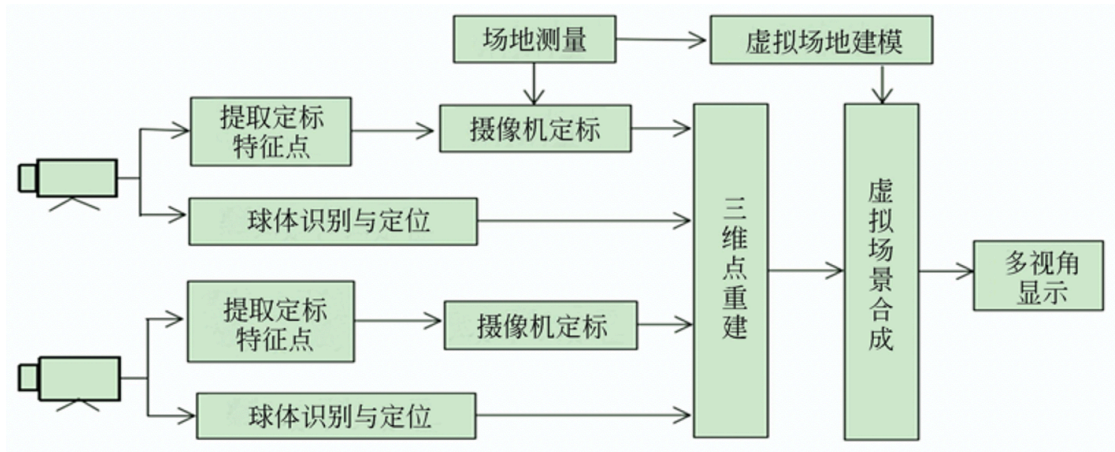 场地测量
虚拟场地建模
提取定标
特征点
摄像机定标
球体识别与定位
提取定标
特征点
摄像机定标
球体识别与定位
三维点重建
虚拟场景合成
多视角
显示